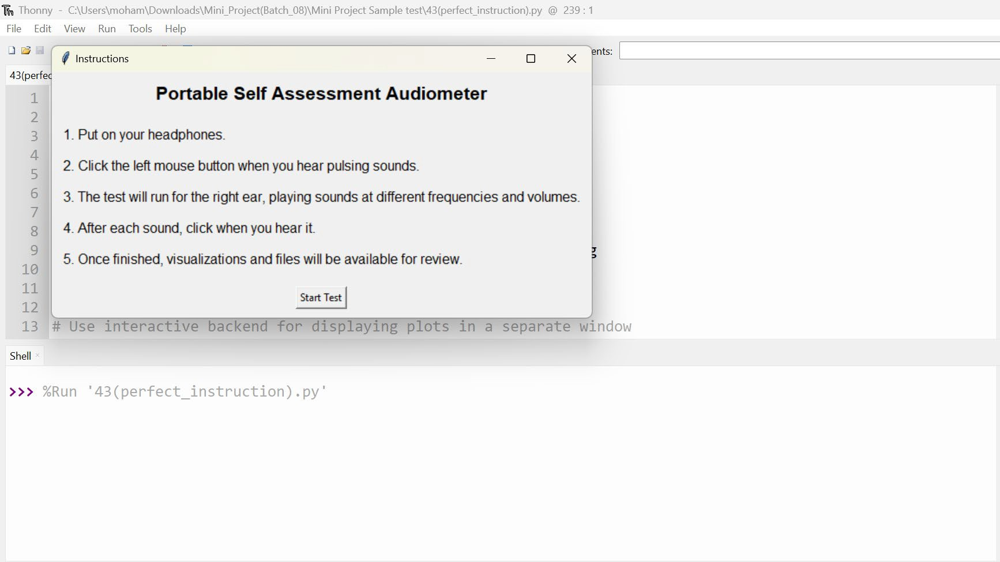 Thonny - C:\Users\moham\Downloads\Mini_Project(Batch_08)\Mini Project Sample test\43(perfect_instruction).py @ 239 : 1
File Edit View Run Tools Help
Instructions
ents:
43(perfec
Portable Self Assessment Audiometer
1. Put on your headphones.
2. Click the left mouse button when you hear pulsing sounds.
3. The test will run for the right ear, playing sounds at different frequencies and volumes.
4. After each sound, click when you hear it.
5. Once finished, visualizations and files will be available for review.
Start Test
1
2
3
4
5
6
7
8
9
g
10
11
12
13 # Use interactive backend for displaying plots in a separate window
Shell
>>> %Run '43(perfect_instruction).py'